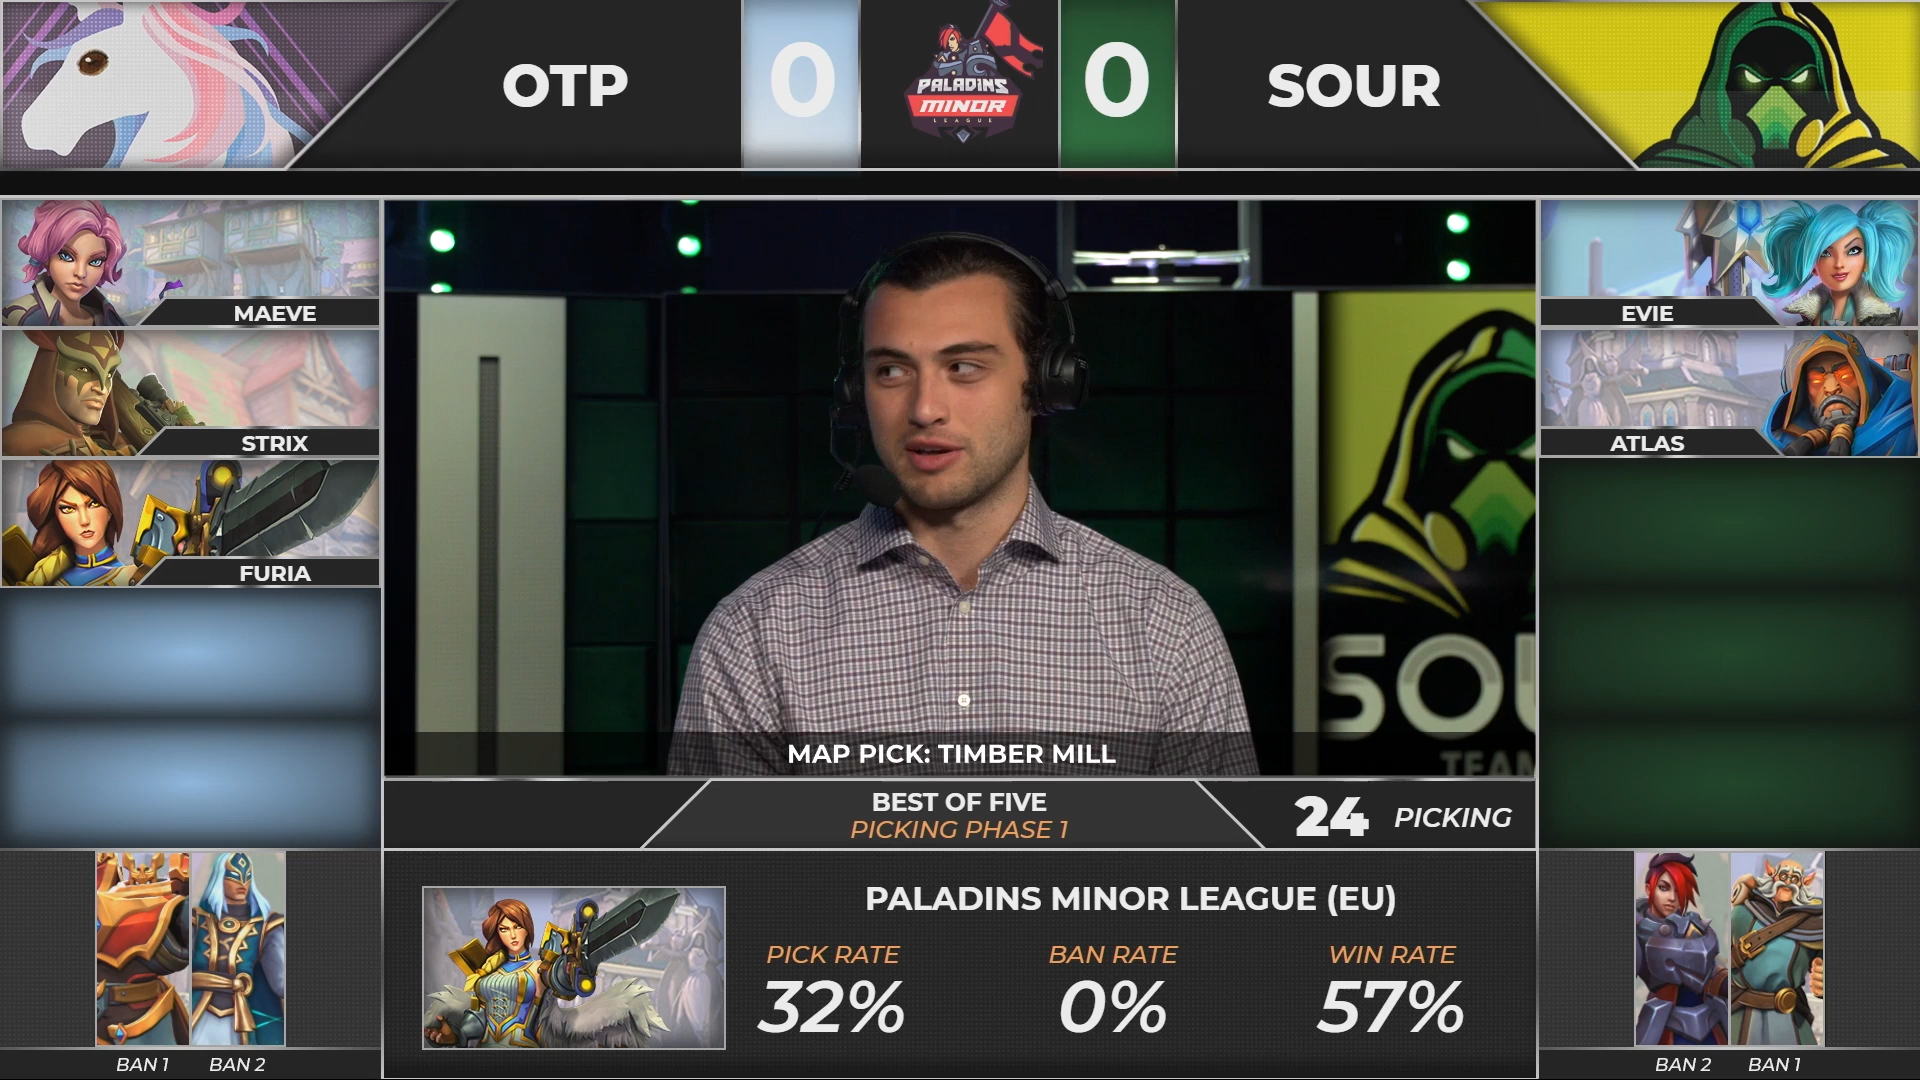 OTP
0
PALADINS
MINOR
LEAGUE
0
SOUR
MAEVE
STRIX
FURIA
EVIE
ATLAS
SOU
TEAM
MAP PICK: TIMBER MILL
BEST OF FIVE
PICKING PHASE 1
24 PICKING
PALADINS MINOR LEAGUE (EU)
PICK RATE
32%
BAN RATE
0%
WIN RATE
57%
BAN 1
BAN 2
BAN 2
BAN 1